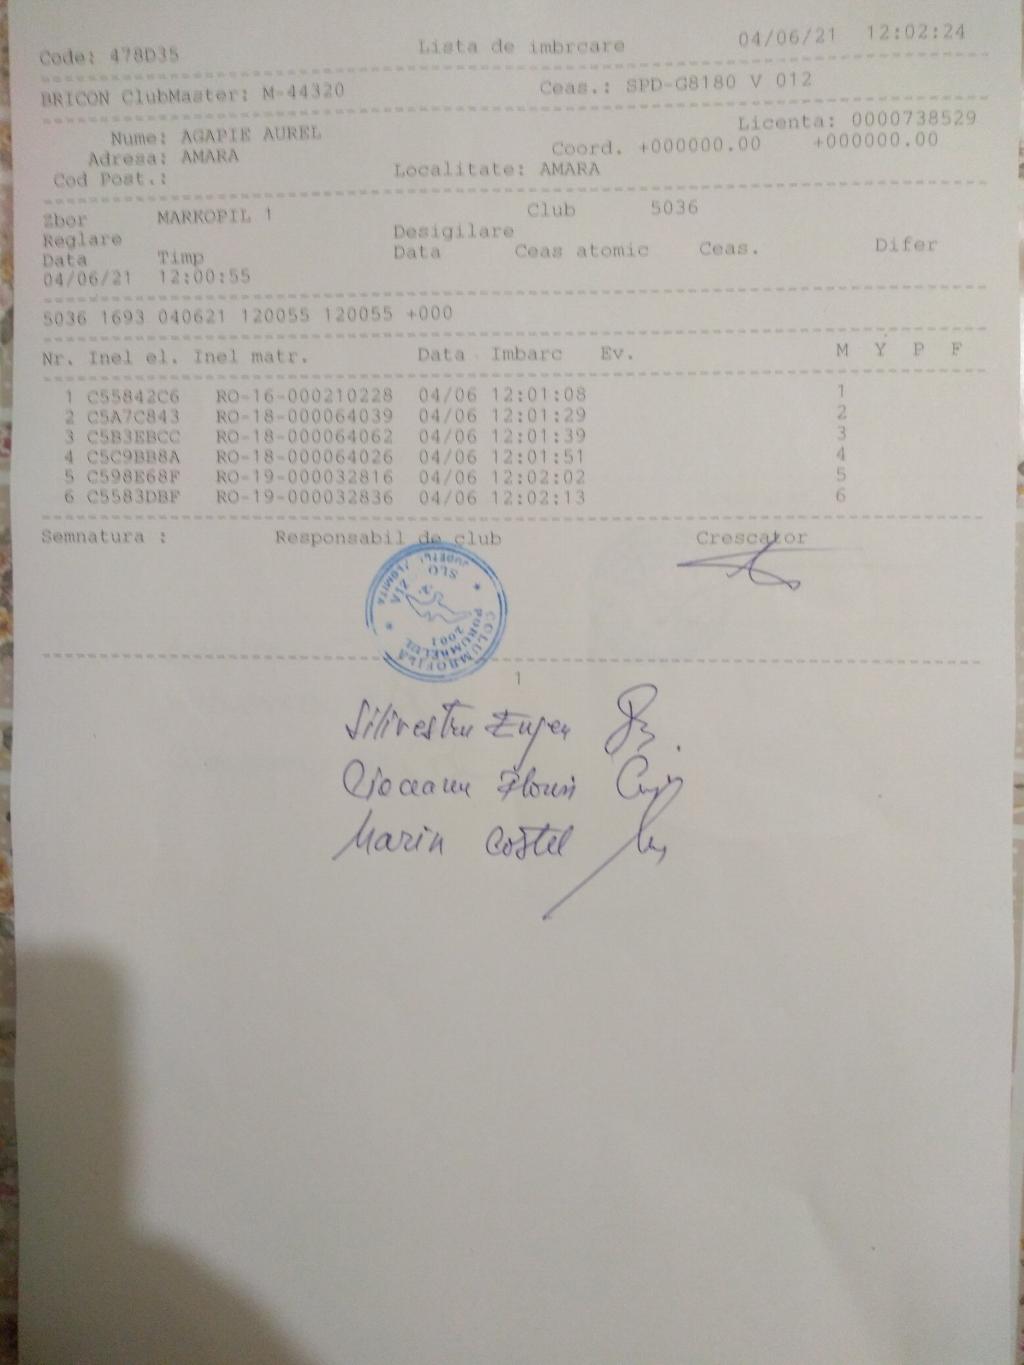 Code: 478D35 Lista de imbrcare 04/06/21 12:02:24
BRICON ClubMaster: M-44320 Ceas.: SPD-G8180 V 012
Nume: AGAPIE AUREL Licenta: 0000738529
Adresa: AMARA Coord. +000000.00 +000000.00
Cod Post.: Localitate: AMARA
Zbor MARKOPIL 1 Club 5036
Reglare Desigilare
Data Timp Data Ceas atomic Ceas. Difer
04/06/21 12:00:55
5036 1693 040621 120055 120055 +000
Nr. Inel el. Inel matr. Data Imbarc Ev. M Ý P F
1 C55842C6 RO-16-000210228 04/06 12:01:08 1
2 C5A7C843 RO-18-000064039 04/06 12:01:29 2
3 C5B3EBCC RO-18-000064062 04/06 12:01:39 3
4 C5C9BB8A RO-18-000064026 04/06 12:01:51 4
5 C598E68F RO-19-000032816 04/06 12:02:02 5
6 C5583DBF RO-19-000032836 04/06 12:02:13 6
Semnatura : Responsabil de club Crescator
COLUMBOFILA
2001
1
Silivestru Eugen
Florin
Marin Costel